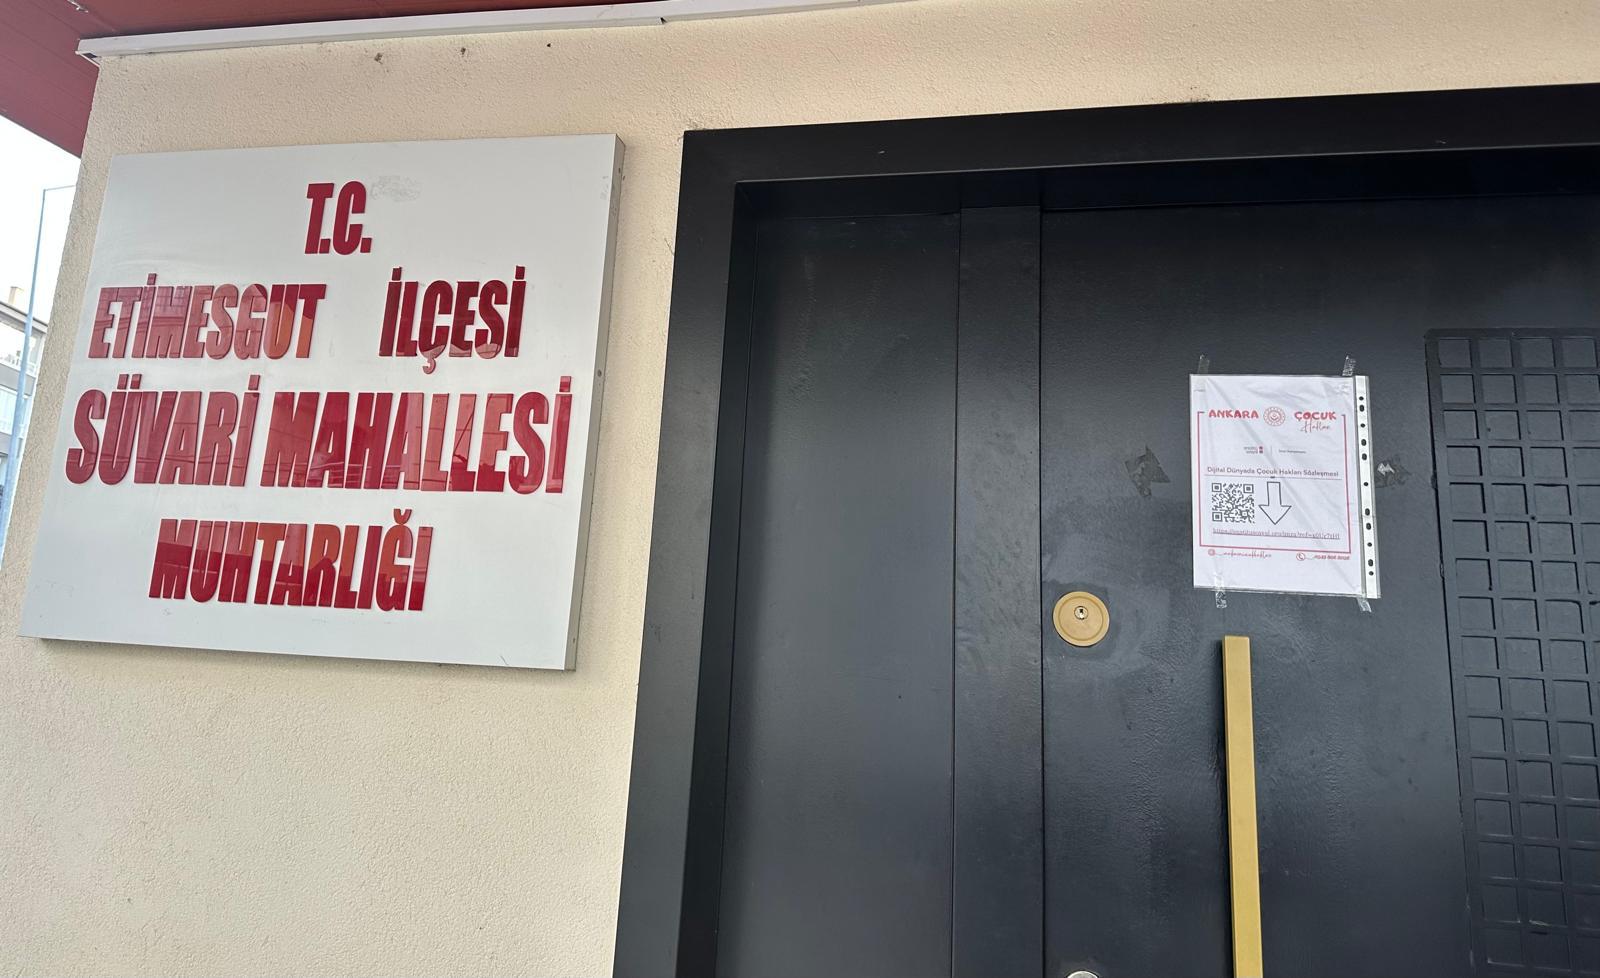 T.C.
ETİMESGUT İLÇESİ
SÜVARİ MAHALLESİ
MUHTARLIĞI
ANKARA ÇOCUK
Hakları
Dijital Dünyada Çocuk Hakları Sözleşmesi